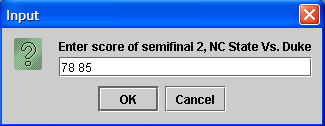 Input
Enter score of semifinal 2, NC State Vs. Duke
78 85
OK Cancel